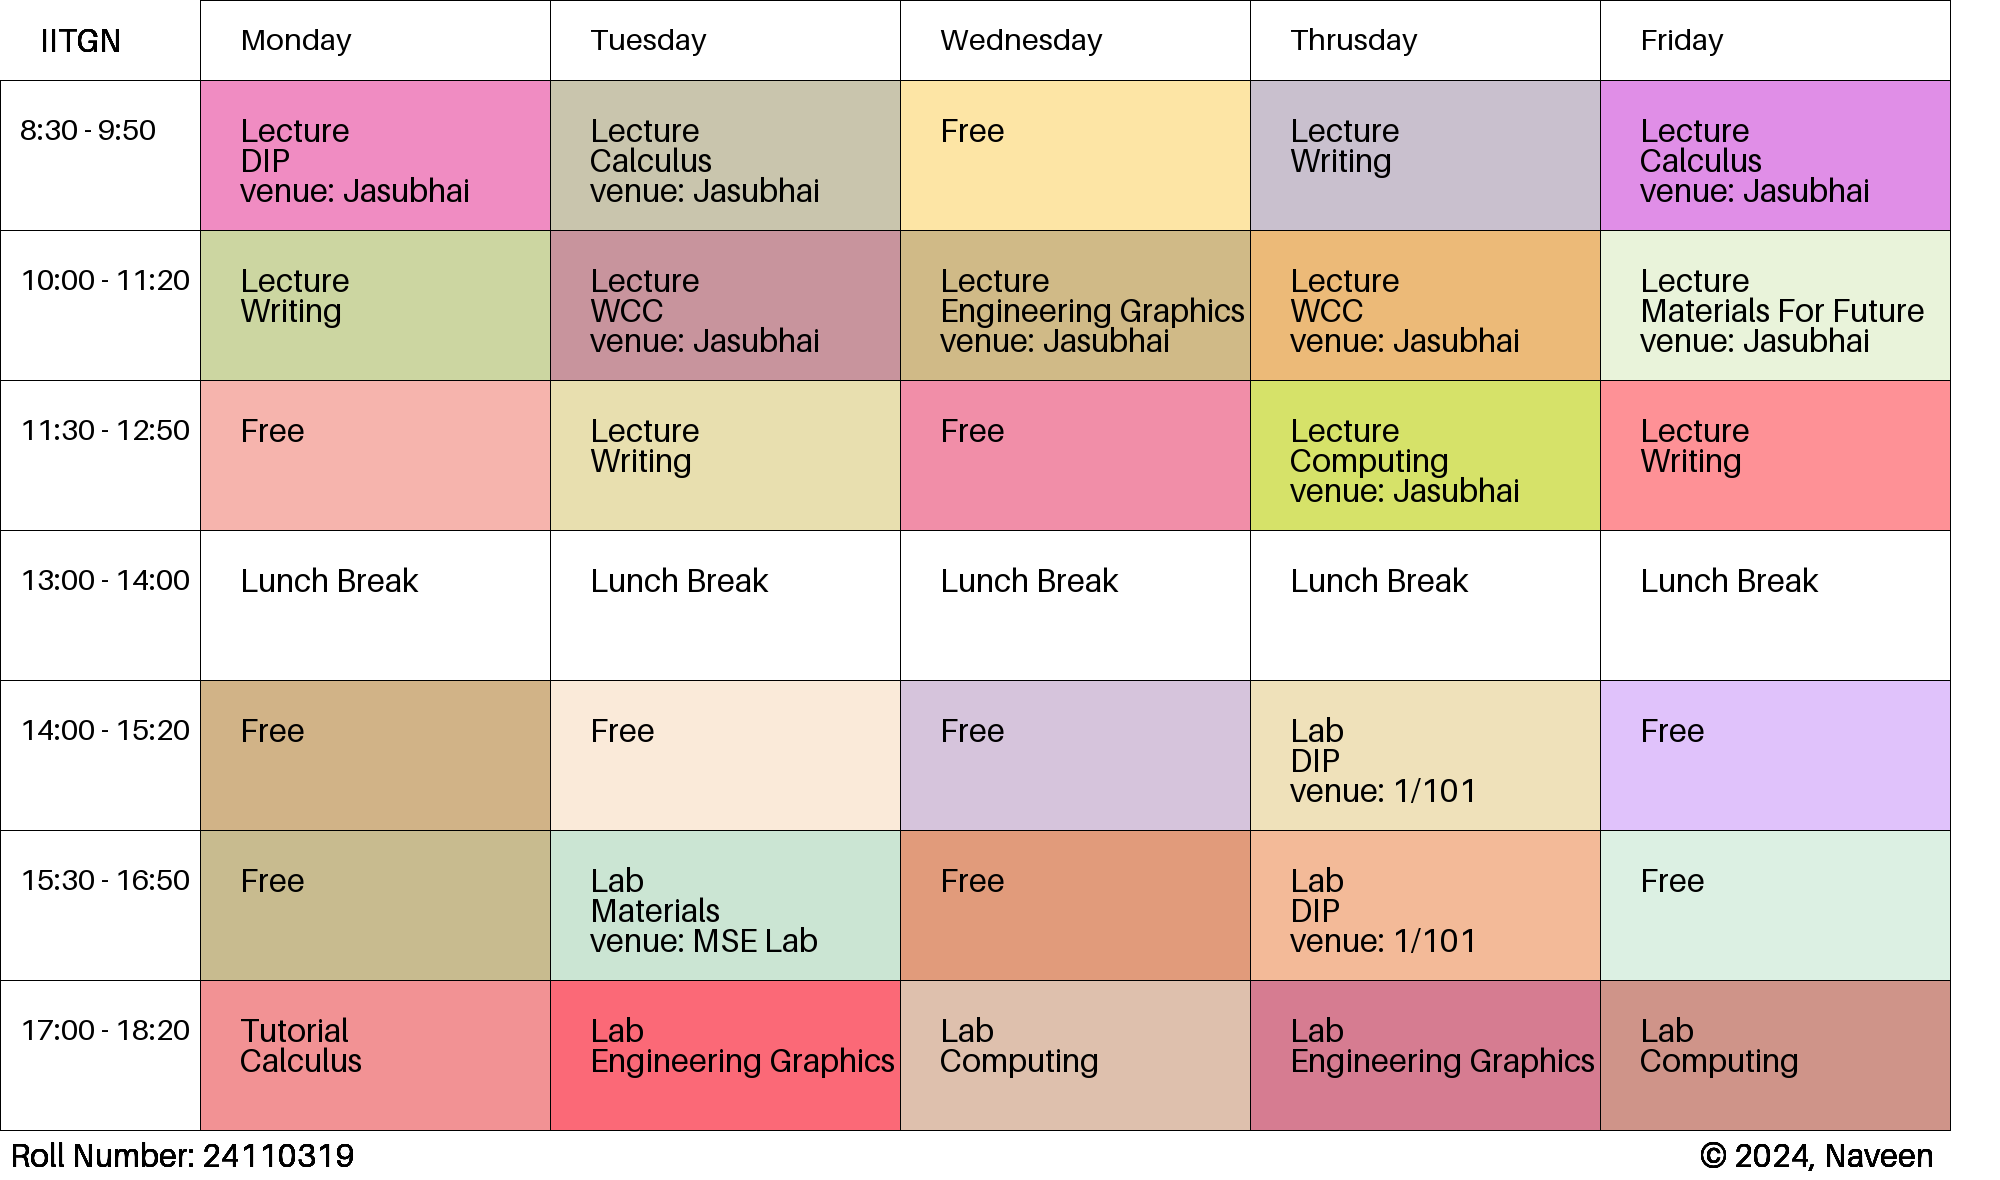 IITGN
Monday
Tuesday
Wednesday
Thrusday
Friday
8:30 - 9:50
Lecture
DIP
venue: Jasubhai
Lecture
Calculus
venue: Jasubhai
Free
Lecture
Writing
Lecture
Calculus
venue: Jasubhai
10:00 - 11:20
Lecture
Writing
Lecture
WCC
venue: Jasubhai
Lecture
Engineering Graphics
venue: Jasubhai
Lecture
WCC
venue: Jasubhai
Lecture
Materials For Future
venue: Jasubhai
11:30 - 12:50
Free
Lecture
Writing
Free
Lecture
Computing
venue: Jasubhai
Lecture
Writing
13:00 - 14:00
Lunch Break
Lunch Break
Lunch Break
Lunch Break
Lunch Break
14:00 - 15:20
Free
Free
Free
Lab
DIP
venue: 1/101
Free
15:30 - 16:50
Free
Lab
Materials
venue: MSE Lab
Free
Lab
DIP
venue: 1/101
Free
17:00 - 18:20
Tutorial
Calculus
Lab
Engineering Graphics
Lab
Computing
Lab
Engineering Graphics
Lab
Computing
Roll Number: 24110319
© 2024, Naveen